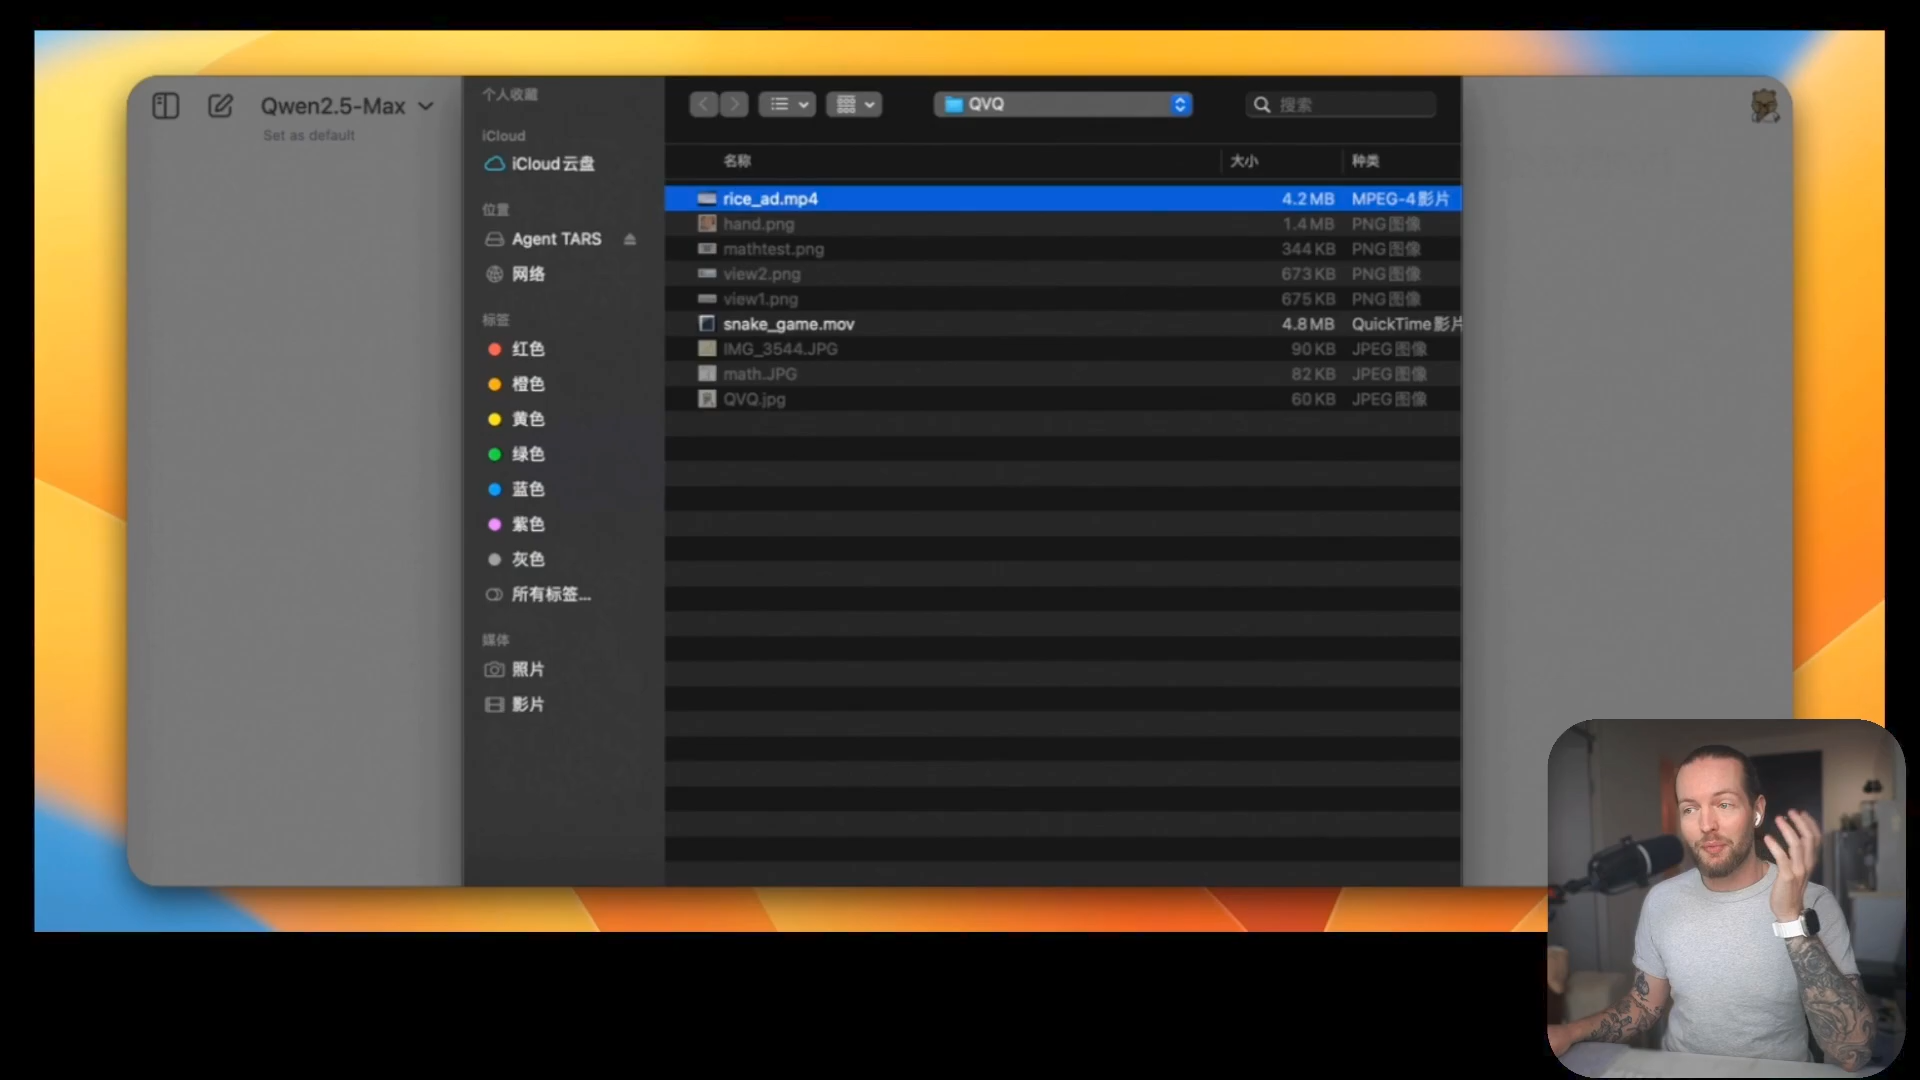 Qwen2.5-Max
Set as default
个人收藏
iCloud
iCloud云盘
位置
Agent TARS
网络
标签
红色
橙色
黄色
绿色
蓝色
紫色
灰色
所有标签...
媒体
照片
影片
QVQ
搜索
名称 大小 种类
rice_ad.mp4 4.2 MB MPEG-4影片
hand.png 1.4 MB PNG图像
mathtest.png 344 KB PNG图像
view2.png 673 KB PNG图像
view1.png 675 KB PNG图像
snake_game.mov 4.8 MB QuickTime影片
IMG_3544.JPG 90 KB JPEG图像
math.JPG 82 KB JPEG图像
QVQ.jpg 60 KB JPEG图像